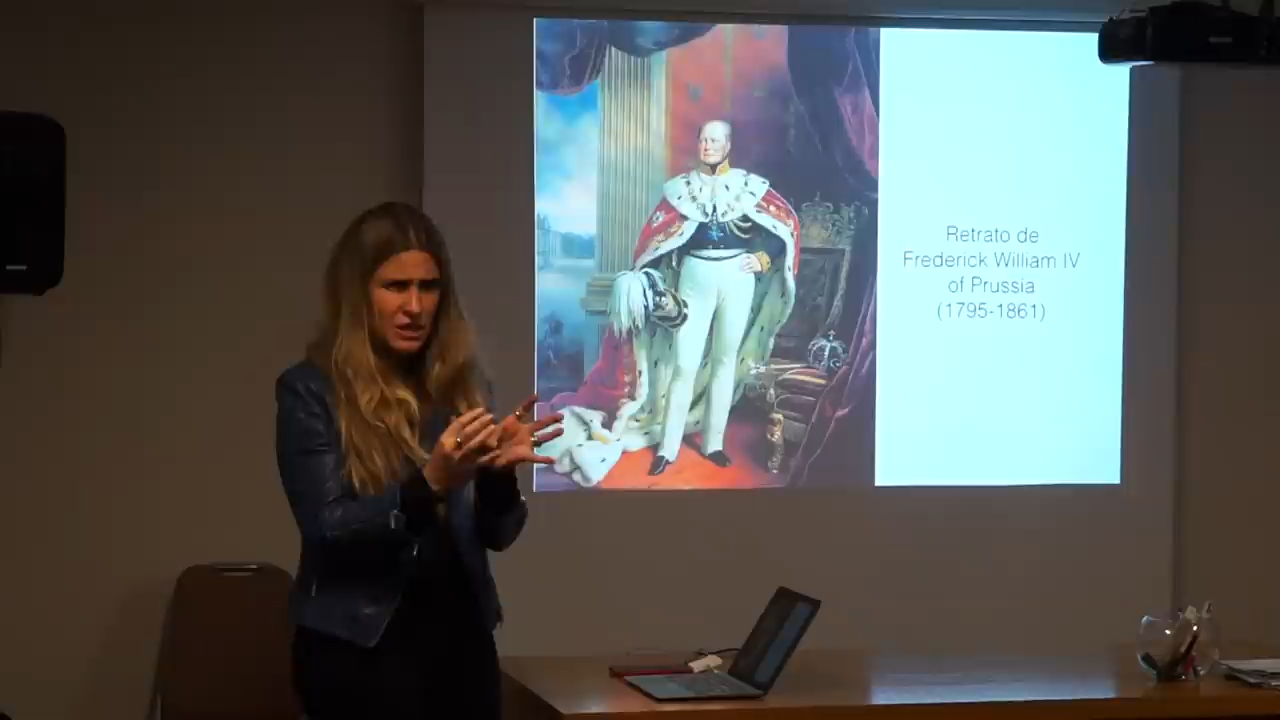 Retrato de
Frederick William IV
of Prussia
(1795-1861)